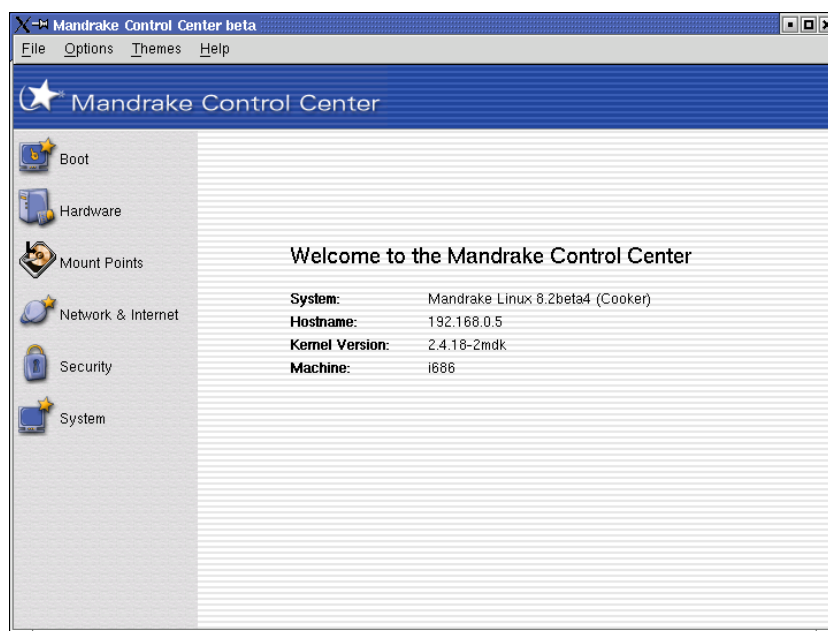 Mandrake Control Center beta
File Options Themes Help
Mandrake Control Center
Boot
Hardware
Mount Points
Network & Internet
Security
System
Welcome to the Mandrake Control Center
System: Mandrake Linux 8.2beta4 (Cooker)
Hostname: 192.168.0.5
Kernel Version: 2.4.18-2mdk
Machine: i686